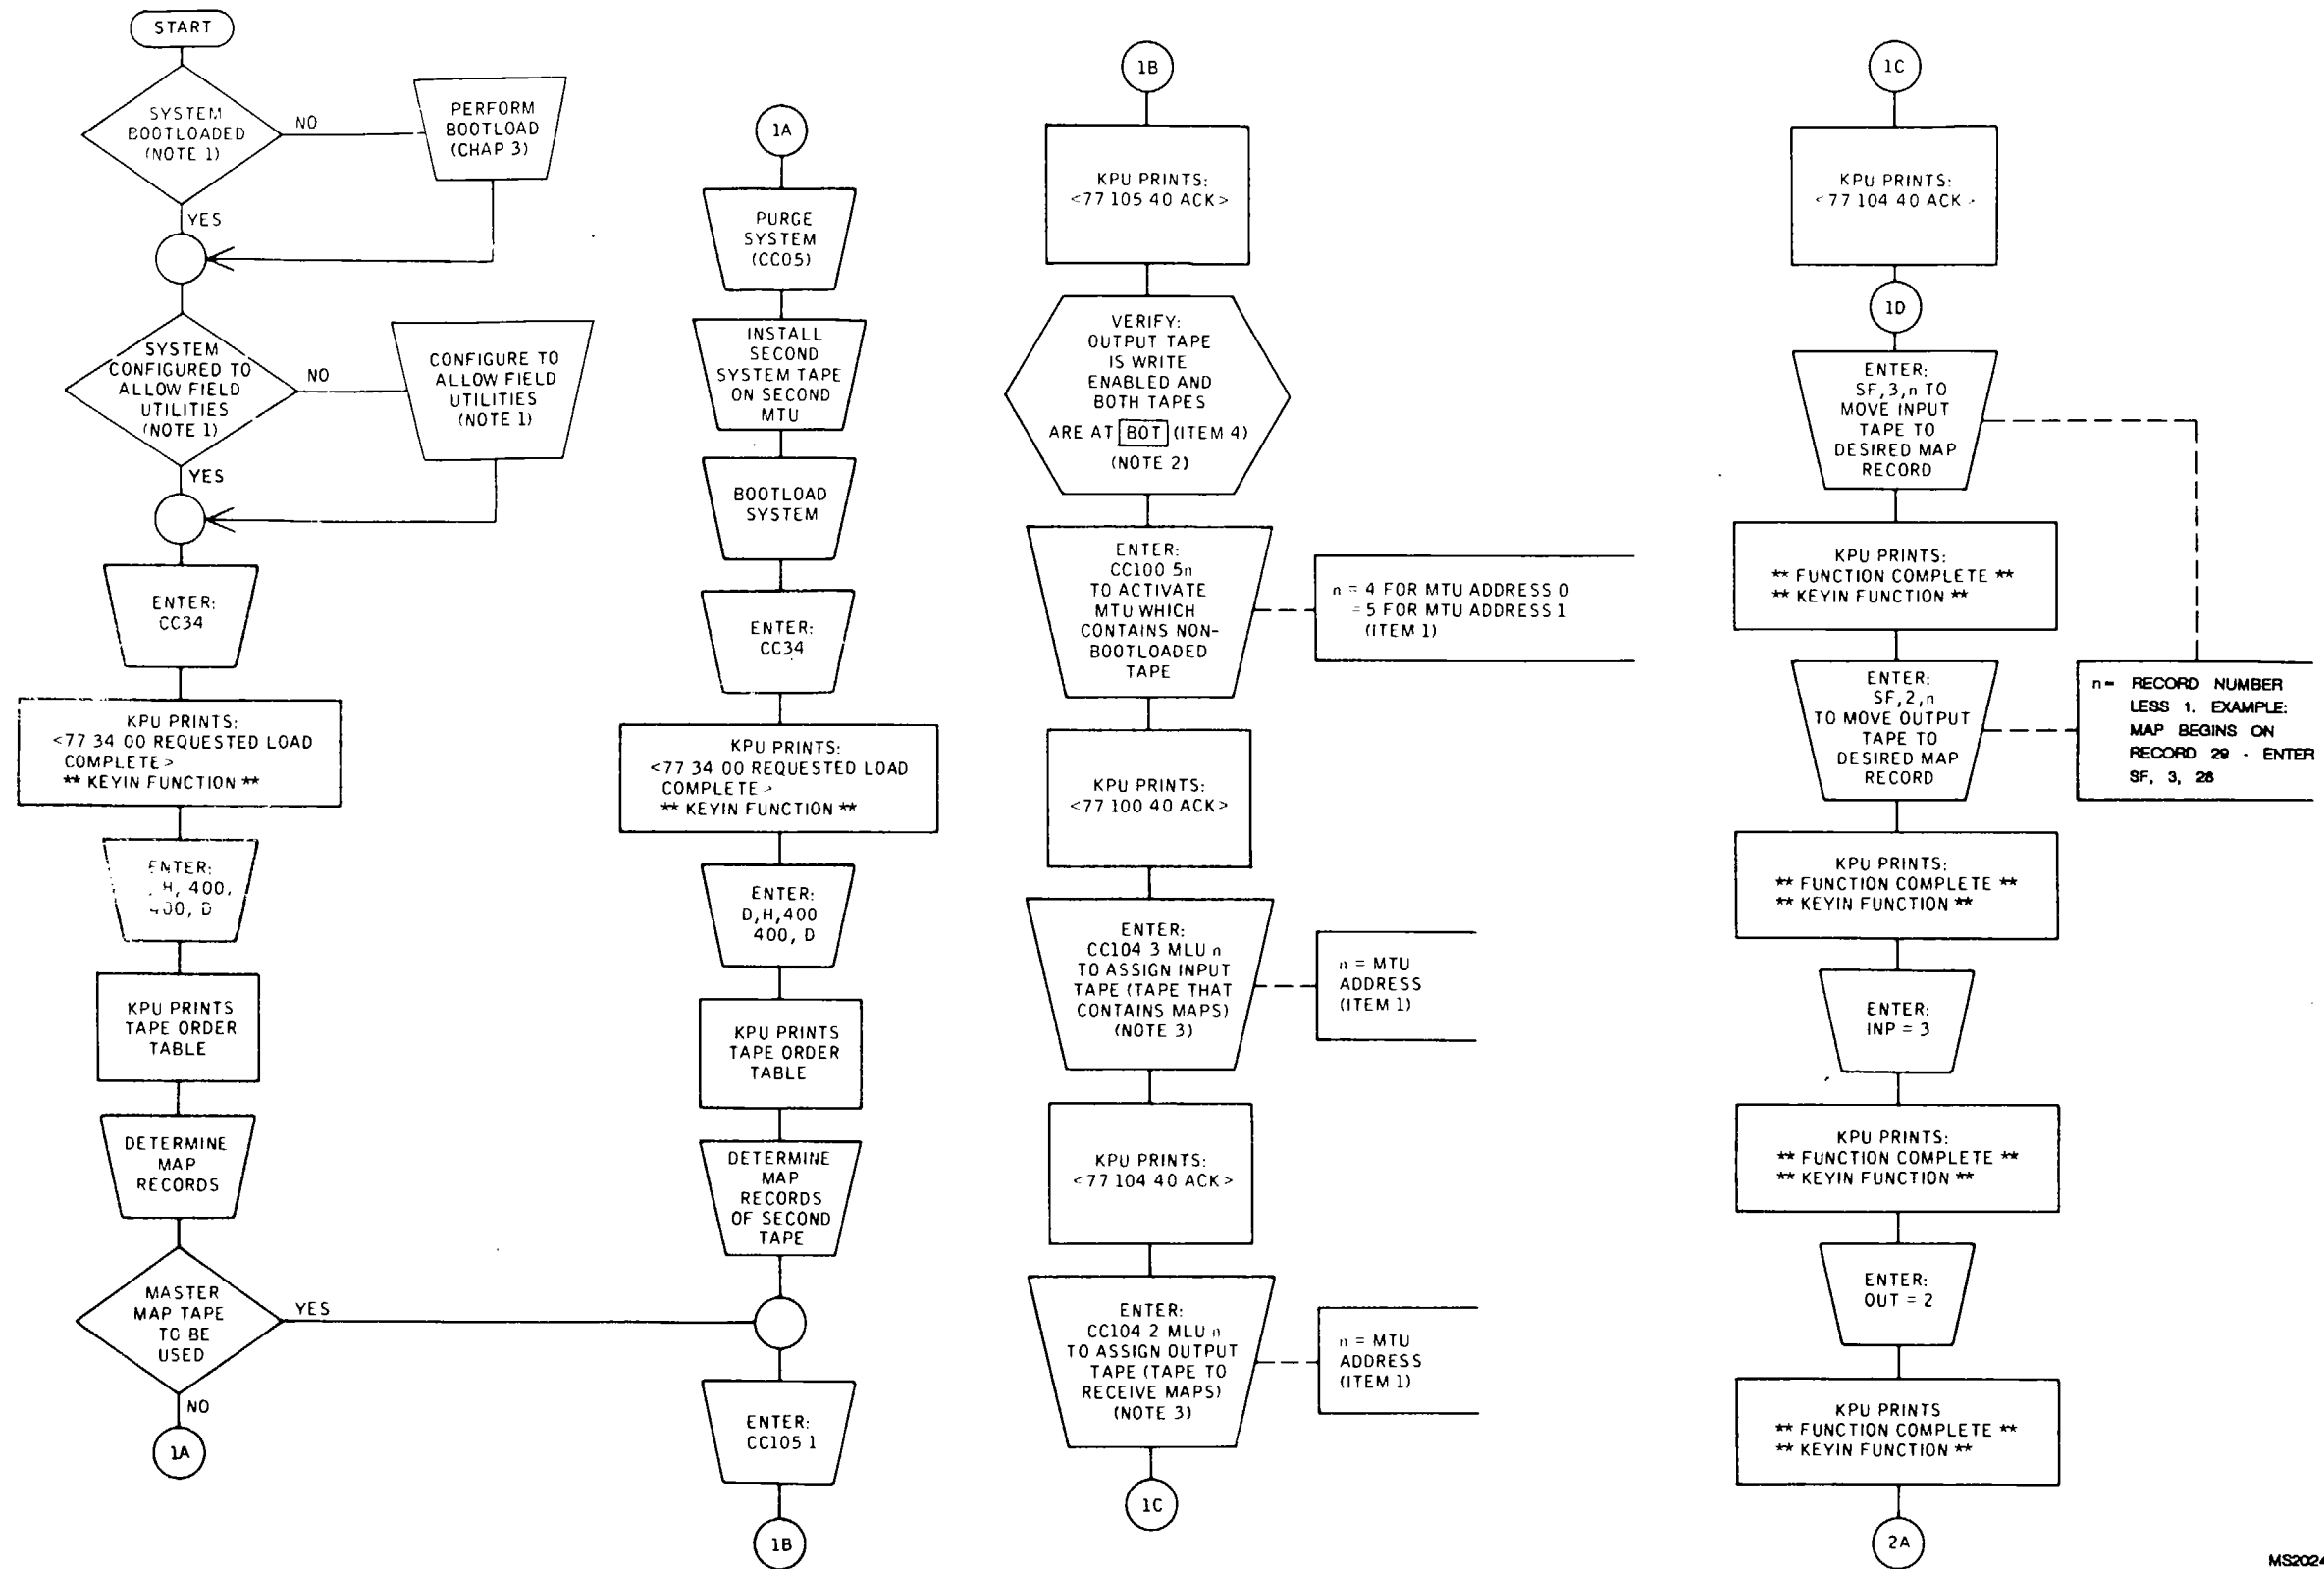 START
SYSTEM
BOOTLOADED
(NOTE 1)
NO
PERFORM
BOOTLOAD
(CHAP 3)
YES
SYSTEM
CONFIGURED TO
ALLOW FIELD
UTILITIES
(NOTE 1)
NO
CONFIGURE TO
ALLOW FIELD
UTILITIES
(NOTE 1)
YES
ENTER:
CC34
KPU PRINTS:
<77 34 00 REQUESTED LOAD
COMPLETE>
** KEYIN FUNCTION **
ENTER:
, H, 400,
400, D
KPU PRINTS
TAPE ORDER
TABLE
DETERMINE
MAP
RECORDS
MASTER
MAP TAPE
TO BE
USED
YES
NO
1A
1A
PURGE
SYSTEM
(CC05)
INSTALL
SECOND
SYSTEM TAPE
ON SECOND
MTU
BOOTLOAD
SYSTEM
ENTER:
CC34
KPU PRINTS:
<77 34 00 REQUESTED LOAD
COMPLETE>
** KEYIN FUNCTION **
ENTER:
D,H,400
400, D
KPU PRINTS
TAPE ORDER
TABLE
DETERMINE
MAP
RECORDS
OF SECOND
TAPE
ENTER:
CC105 1
1B
1B
KPU PRINTS:
<77 105 40 ACK>
VERIFY:
OUTPUT TAPE
IS WRITE
ENABLED AND
BOTH TAPES
ARE AT BOT (ITEM 4)
(NOTE 2)
ENTER:
CC100 5n
TO ACTIVATE
MTU WHICH
CONTAINS NON-
BOOTLOADED
TAPE
n = 4 FOR MTU ADDRESS 0
= 5 FOR MTU ADDRESS 1
(ITEM 1)
KPU PRINTS:
<77 100 40 ACK>
ENTER:
CC104 3 MLU n
TO ASSIGN INPUT
TAPE (TAPE THAT
CONTAINS MAPS)
(NOTE 3)
n = MTU
ADDRESS
(ITEM 1)
KPU PRINTS:
<77 104 40 ACK>
ENTER:
CC104 2 MLU n
TO ASSIGN OUTPUT
TAPE (TAPE TO
RECEIVE MAPS)
(NOTE 3)
n = MTU
ADDRESS
(ITEM 1)
1C
1C
KPU PRINTS:
<77 104 40 ACK>
1D
ENTER:
SF,3,n TO
MOVE INPUT
TAPE TO
DESIRED MAP
RECORD
KPU PRINTS:
** FUNCTION COMPLETE **
** KEYIN FUNCTION **
ENTER:
SF,2,n
TO MOVE OUTPUT
TAPE TO
DESIRED MAP
RECORD
n= RECORD NUMBER
LESS 1. EXAMPLE:
MAP BEGINS ON
RECORD 29 - ENTER
SF, 3, 28
KPU PRINTS:
** FUNCTION COMPLETE **
** KEYIN FUNCTION **
ENTER:
INP = 3
KPU PRINTS:
** FUNCTION COMPLETE **
** KEYIN FUNCTION **
ENTER:
OUT = 2
KPU PRINTS
** FUNCTION COMPLETE **
** KEYIN FUNCTION **
2A
MS2024